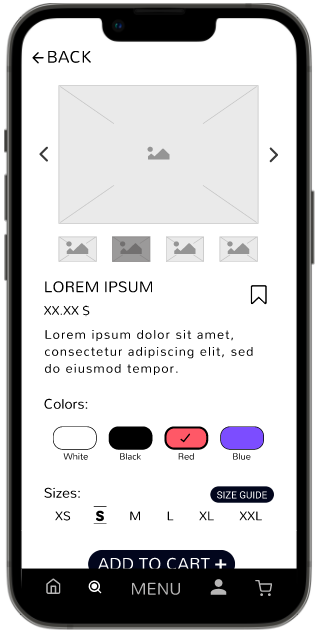 BACK
LOREM IPSUM
XX.XX S
Lorem ipsum dolor sit amet,
consectetur adipiscing elit, sed
do eiusmod tempor.
Colors:
White Black Red Blue
Sizes: SIZE GUIDE
XS S M L XL XXL
ADD TO CART +
MENU